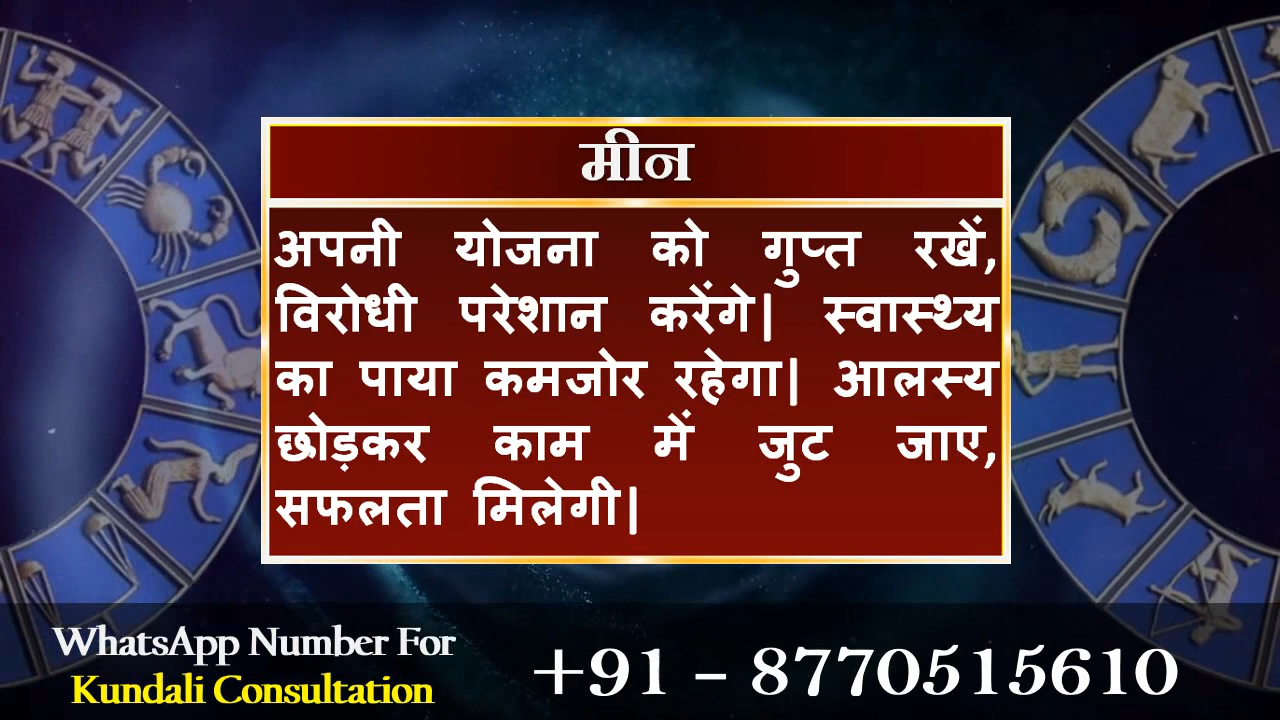 मीन
अपनी योजना को गुप्त रखें,
विरोधी परेशान करेंगे| स्वास्थ्य
का पाया कमजोर रहेगा| आलस्य
छोड़कर काम में जुट जाए,
सफलता मिलेगी|
WhatsApp Number For
Kundali Consultation
+91 - 8770515610